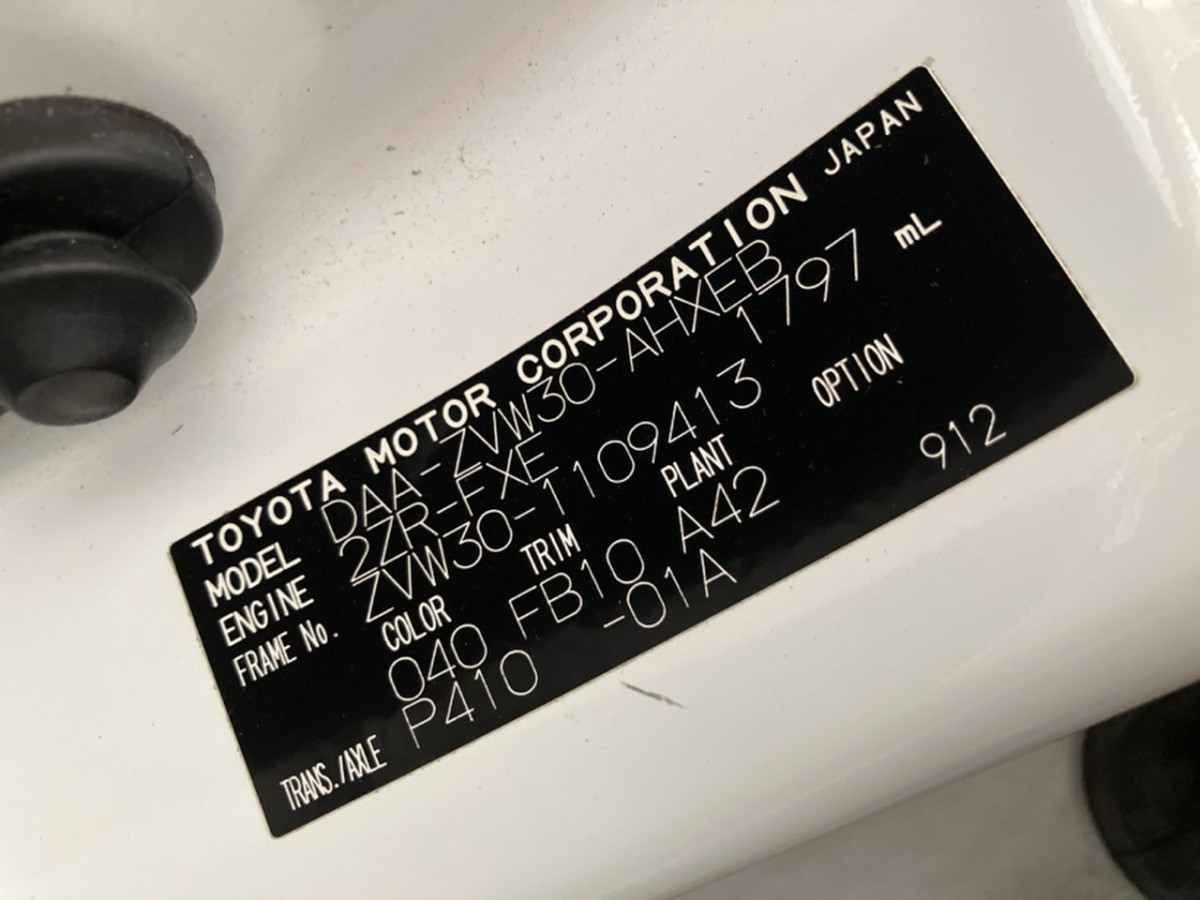 TOYOTA MOTOR CORPORATION JAPAN
MODEL DAA-ZVW30-AHXEB
ENGINE 2ZR-FXE 1797 mL
FRAME No. ZVW30-1109413
COLOR TRIM PLANT OPTION
040 FB10 A42 912
TRANS./AXLE P410 -01A